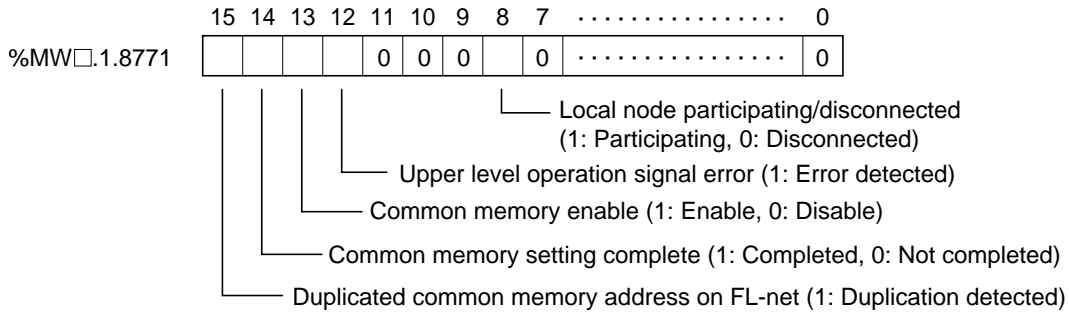 15 14 13 12 11 10 9 8 7 ················ 0
%MW□.1.8771 0 0 0 0 ················ 0
Local node participating/disconnected
(1: Participating, 0: Disconnected)
Upper level operation signal error (1: Error detected)
Common memory enable (1: Enable, 0: Disable)
Common memory setting complete (1: Completed, 0: Not completed)
Duplicated common memory address on FL-net (1: Duplication detected)